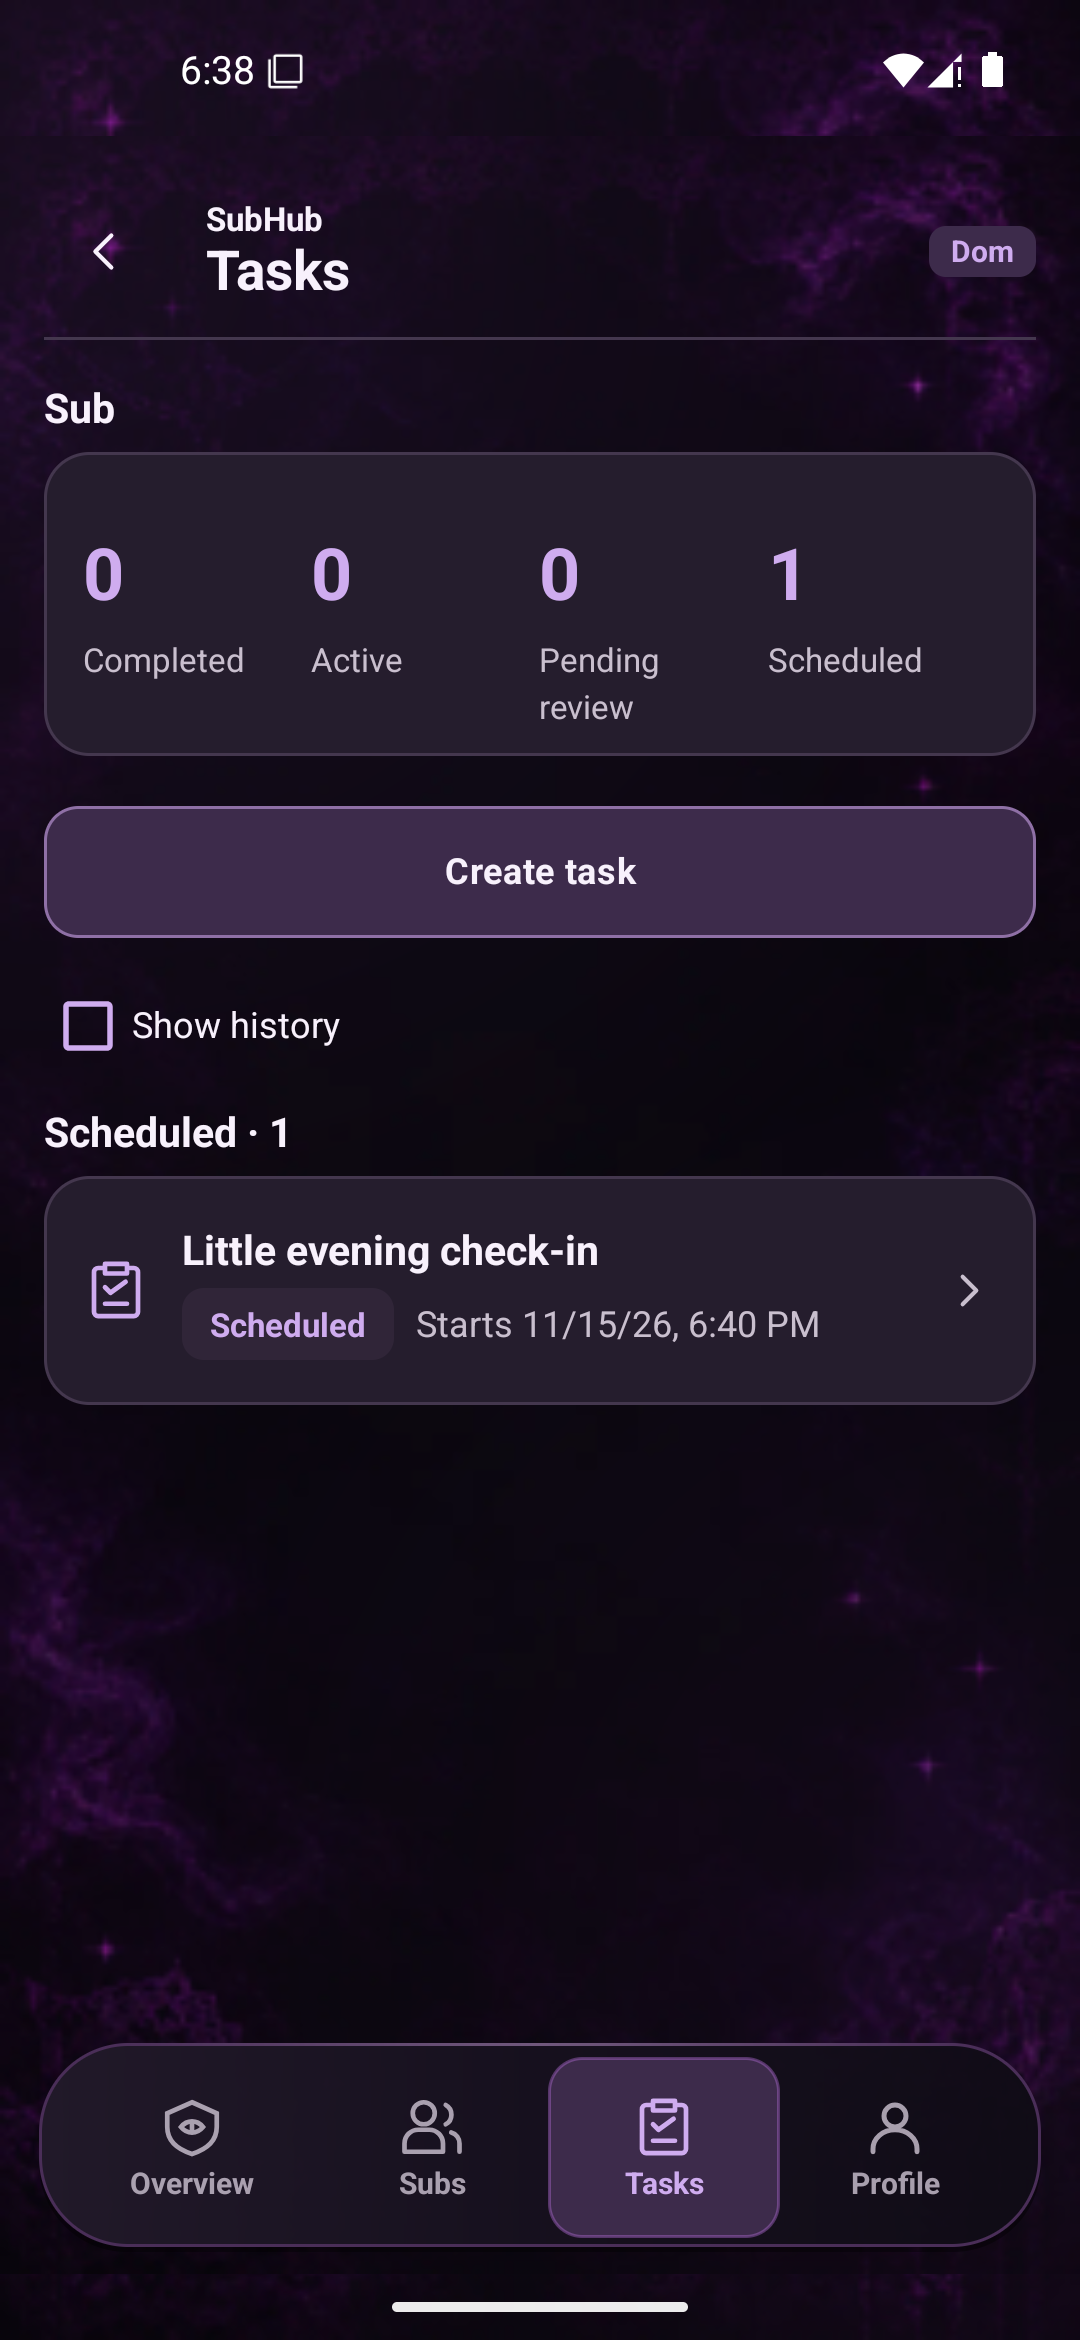 6:38
SubHub
Tasks
Dom
Sub
0
0
0
1
Completed
Active
Pending
review
Scheduled
Create task
Show history
Scheduled · 1
Little evening check-in
Scheduled
Starts 11/15/26, 6:40 PM
Overview
Subs
Tasks
Profile